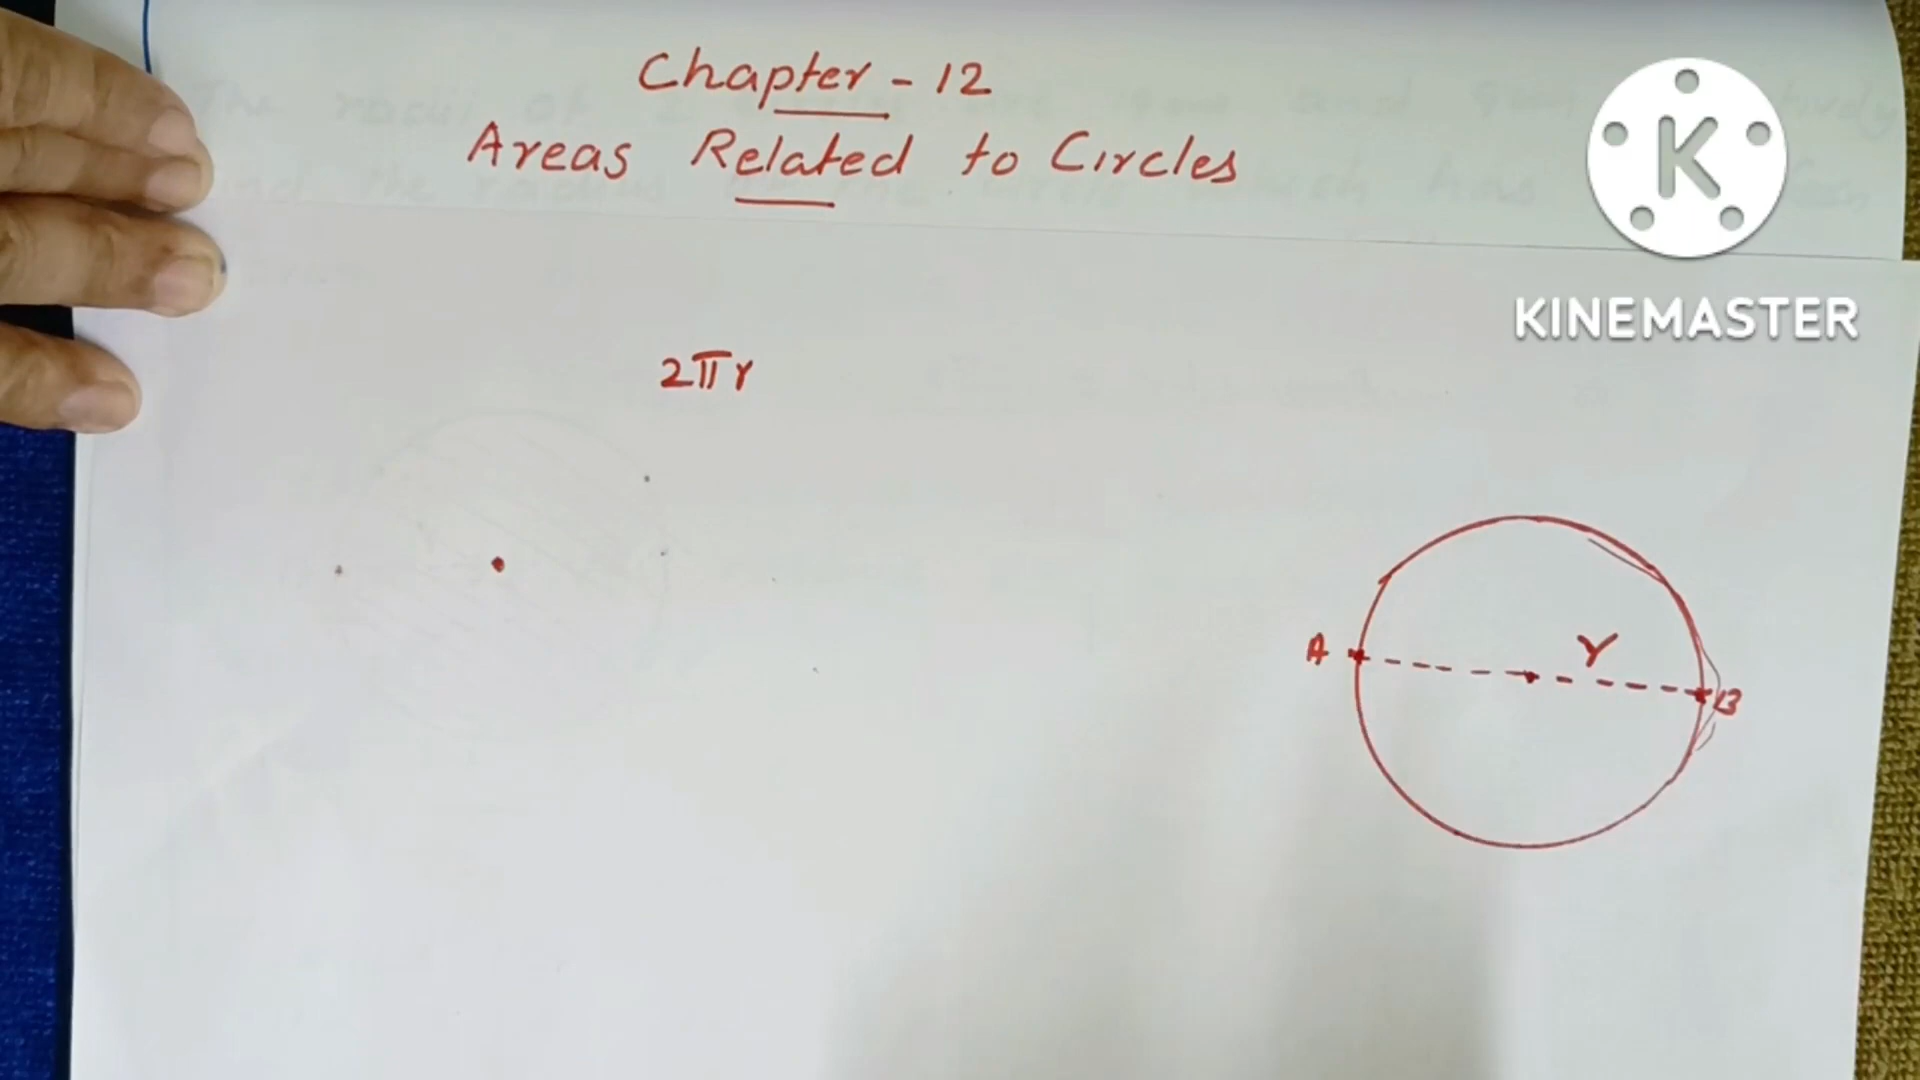 Chapter - 12
Areas Related to Circles
K
KINEMASTER
2πr
A
r
B